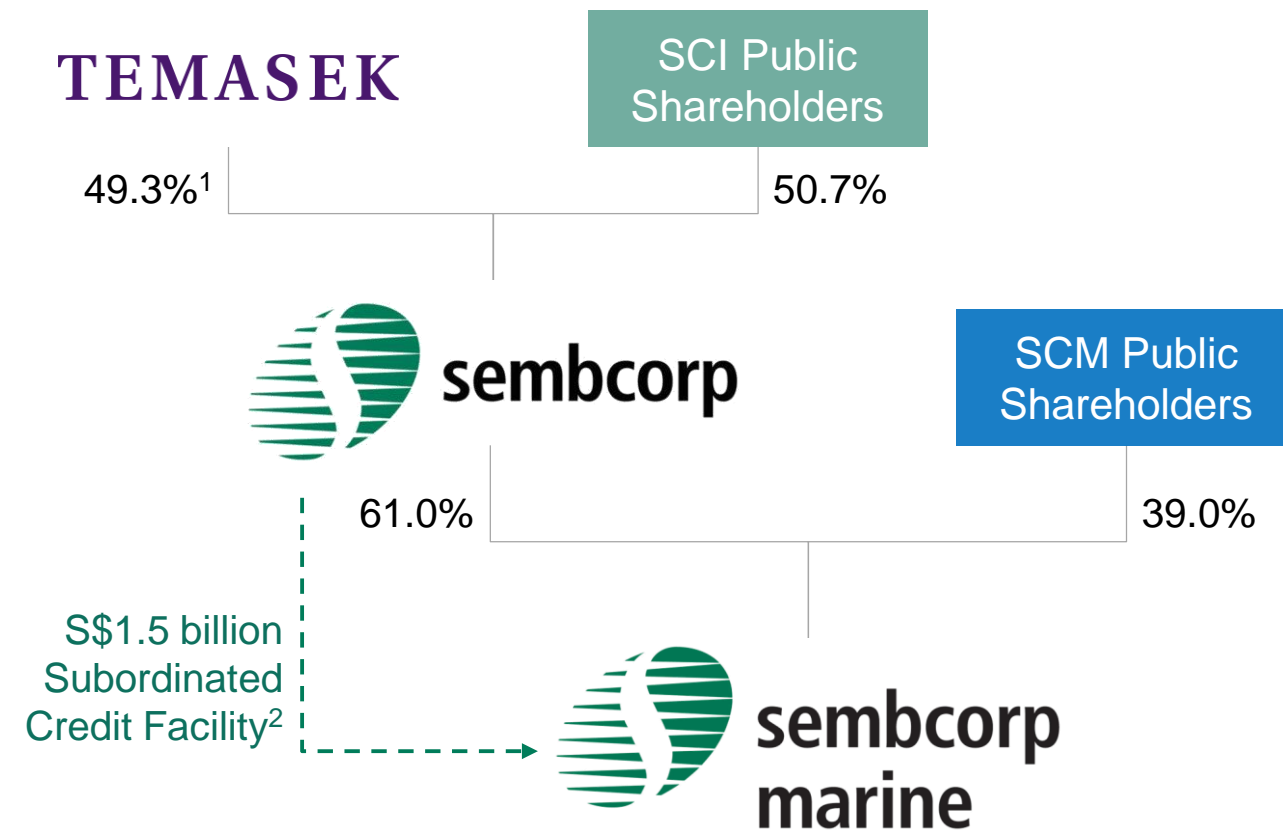 TEMASEK
SCI Public
Shareholders
49.3%¹
50.7%
sembcorp
SCM Public
Shareholders
61.0%
39.0%
S$1.5 billion
Subordinated
Credit Facility²
sembcorp
marine